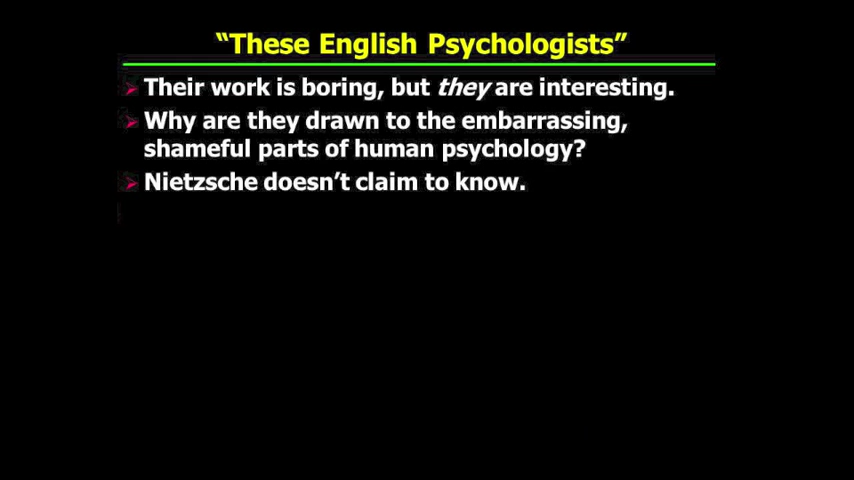 “These English Psychologists”
Their work is boring, but they are interesting.
Why are they drawn to the embarrassing,
shameful parts of human psychology?
Nietzsche doesn’t claim to know.